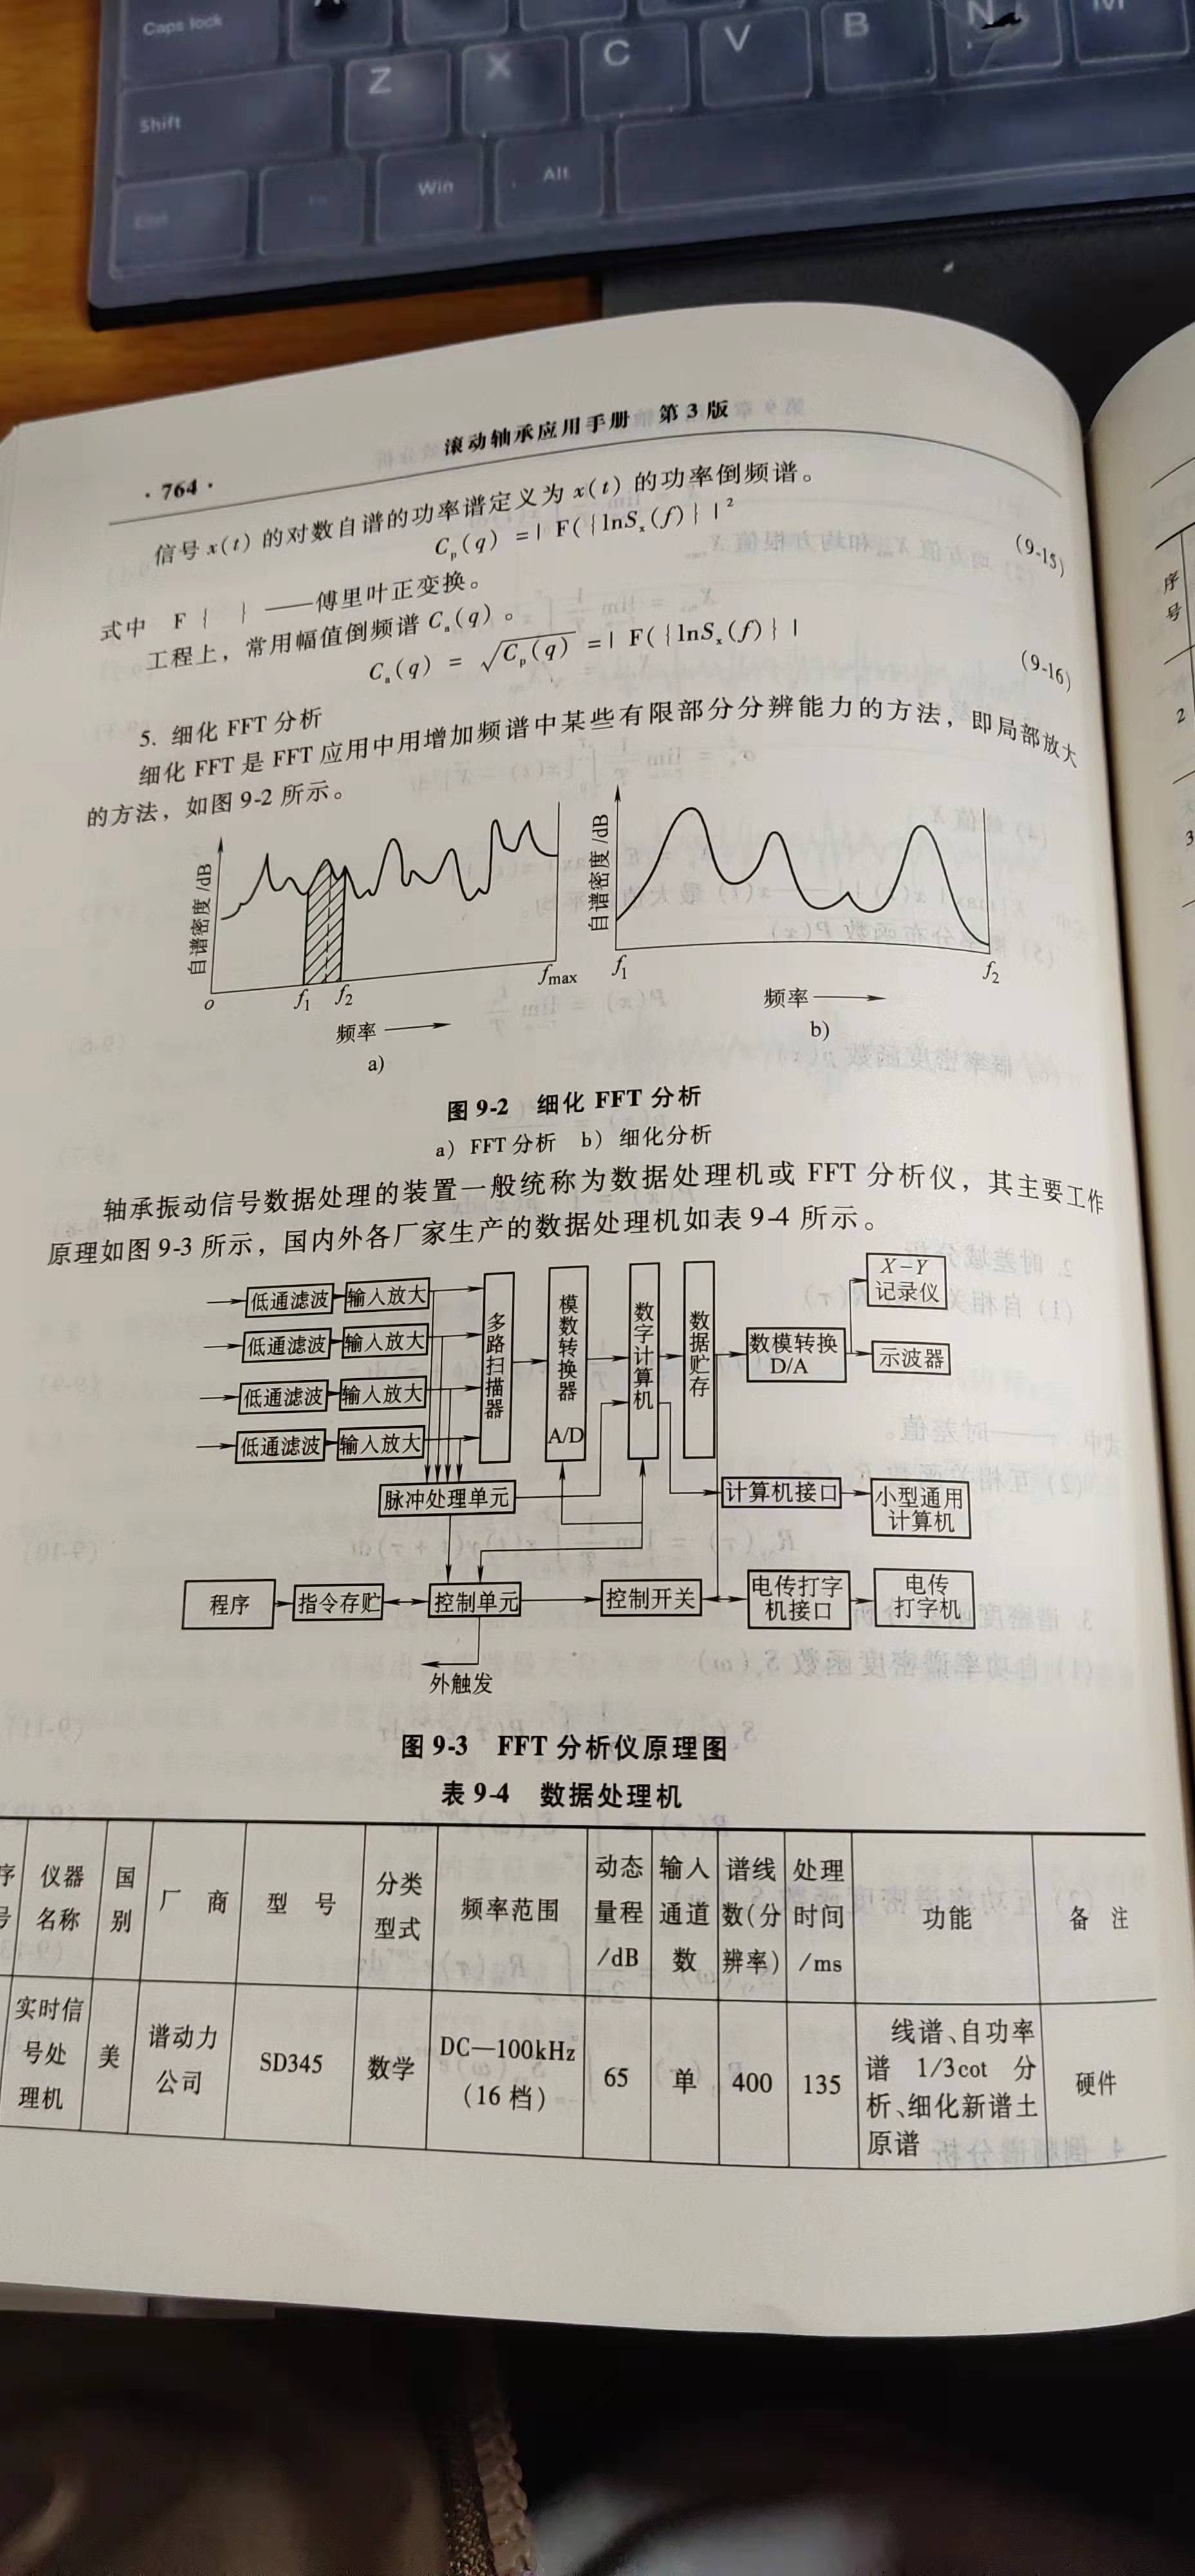 Caps lock
Z
X
C
V
B
N
M
Shift
Win
Alt
滚动轴承应用手册 第3版
·764·
信号 x(t) 的对数自谱的功率谱定义为 x(t) 的功率倒频谱。
Cp(q) =| F({lnSx(f)} |² (9-15)
式中 F { } ——傅里叶正变换。
工程上，常用幅值倒频谱 Ca(q)。
Ca(q) = √Cp(q) =| F({lnSx(f)} | (9-16)
5. 细化 FFT 分析
细化 FFT 是 FFT 应用中用增加频谱中某些有限部分分辨能力的方法，即局部放大
的方法，如图 9-2 所示。
自谱密度/dB
o
f1
f2
fmax
频率
a)
自谱密度/dB
f1
f2
频率
b)
图 9-2 细化 FFT 分析
a) FFT 分析 b) 细化分析
轴承振动信号数据处理的装置一般统称为数据处理机或 FFT 分析仪，其主要工作
原理如图 9-3 所示，国内外各厂家生产的数据处理机如表 9-4 所示。
低通滤波 输入放大
低通滤波 输入放大
低通滤波 输入放大
低通滤波 输入放大
多路扫描器
模数转换器 A/D
数字计算机
数据贮存
数模转换
D/A
X-Y
记录仪
示波器
脉冲处理单元
计算机接口
小型通用
计算机
程序
指令存贮
控制单元
控制开关
电传打字
机接口
电传
打字机
外触发
图 9-3 FFT 分析仪原理图
表 9-4 数据处理机
序号 仪器名称 国别 厂商 型号 分类型式 频率范围 动态量程/dB 输入通道数 谱线数(分辨率) 处理时间/ms 功能 备注
实时信号处理机 美 谱动力公司 SD345 数学 DC—100kHz (16 档) 65 单 400 135 线谱、自功率谱 1/3cot 分析、细化新谱土原谱 硬件
序
号
2
3